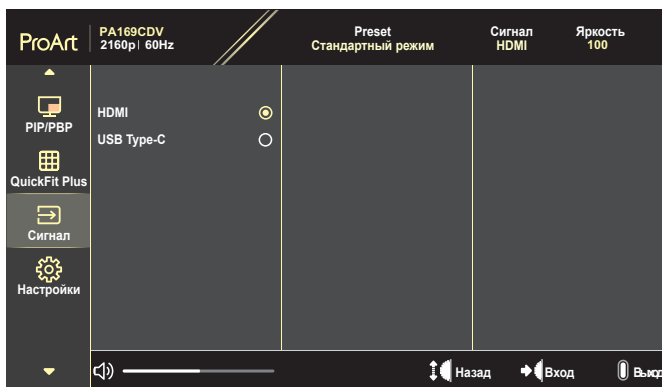 ProArt
PA169CDV
2160p | 60Hz
Preset
Стандартный режим
Сигнал
HDMI
Яркость
100
PIP/PBP
QuickFit Plus
Сигнал
Настройки
HDMI
USB Type-C
Назад
Вход
Выход